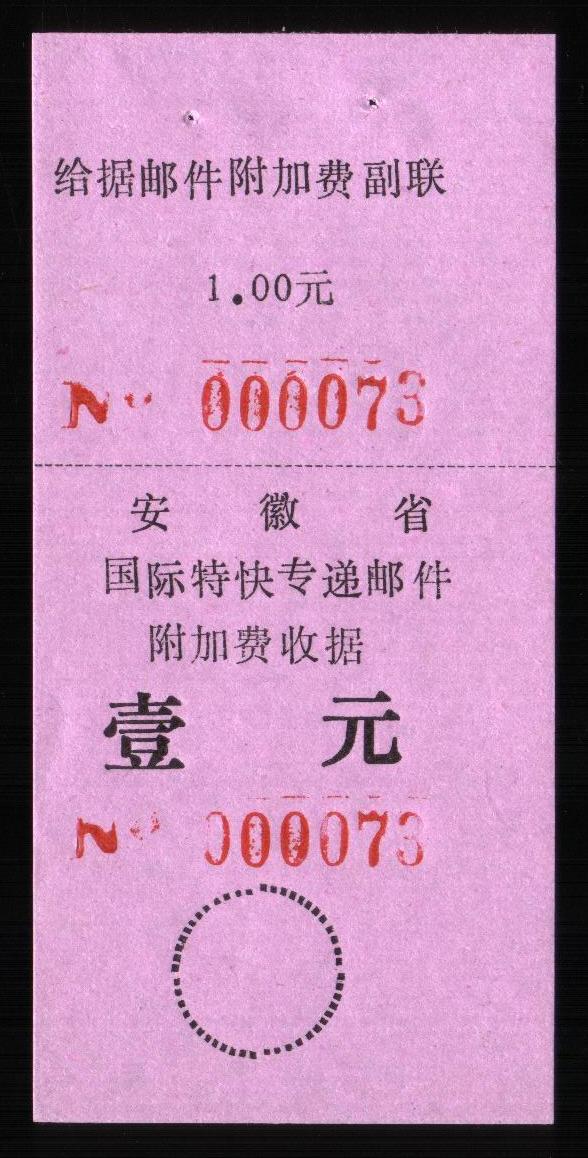 给据邮件附加费副联
1.00元
No 000073
安徽省
国际特快专递邮件
附加费收据
壹元
No 000073